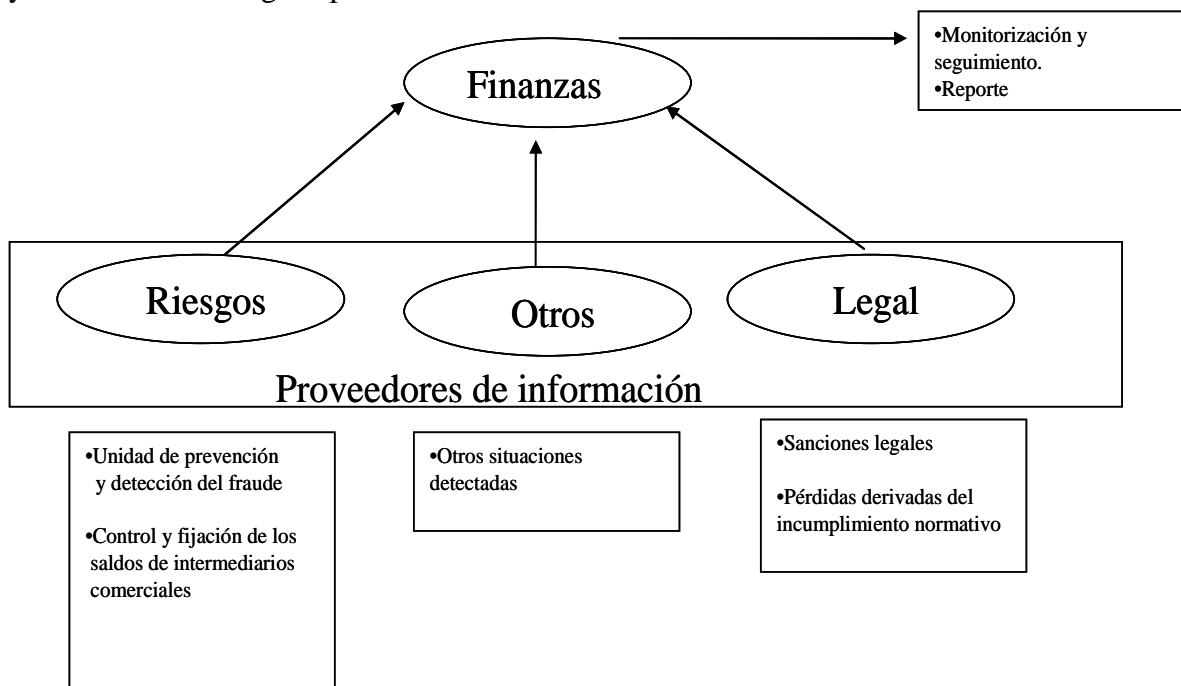 Finanzas
•Monitorización y
seguimiento.
•Reporte
Riesgos
Otros
Legal
Proveedores de información
•Unidad de prevención
y detección del fraude
•Control y fijación de los
saldos de intermediarios
comerciales
•Otros situaciones
detectadas
•Sanciones legales
•Pérdidas derivadas del
incumplimiento normativo